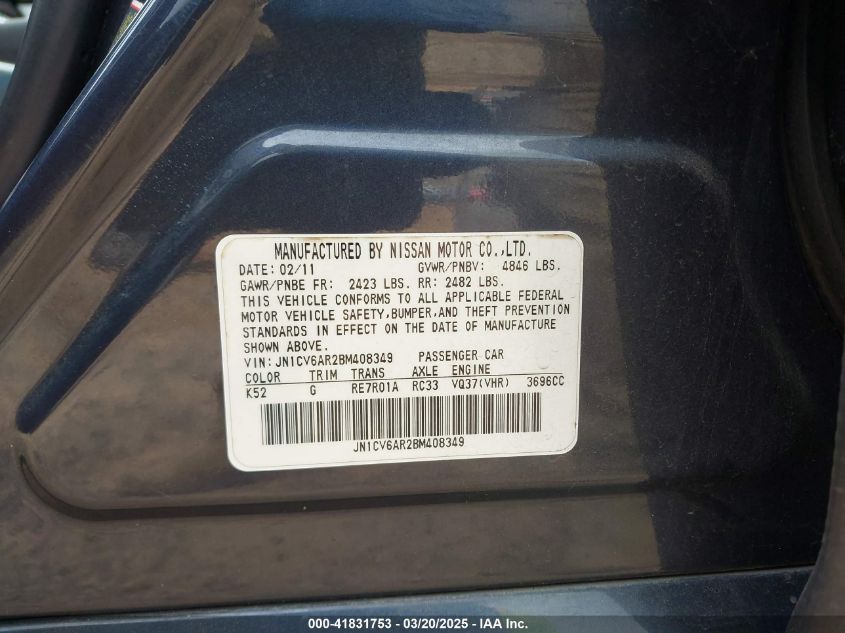 MANUFACTURED BY NISSAN MOTOR CO.,LTD.
DATE: 02/11 GVWR/PNBV: 4846 LBS.
GAWR/PNBE FR: 2423 LBS. RR: 2482 LBS.
THIS VEHICLE CONFORMS TO ALL APPLICABLE FEDERAL
MOTOR VEHICLE SAFETY,BUMPER,AND THEFT PREVENTION
STANDARDS IN EFFECT ON THE DATE OF MANUFACTURE
SHOWN ABOVE.
VIN: JN1CV6AR2BM408349 PASSENGER CAR
COLOR TRIM TRANS AXLE ENGINE
K52 G RE7R01A RC33 VQ37(VHR) 3696CC
JN1CV6AR2BM408349
000-41831753 - 03/20/2025 - IAA Inc.